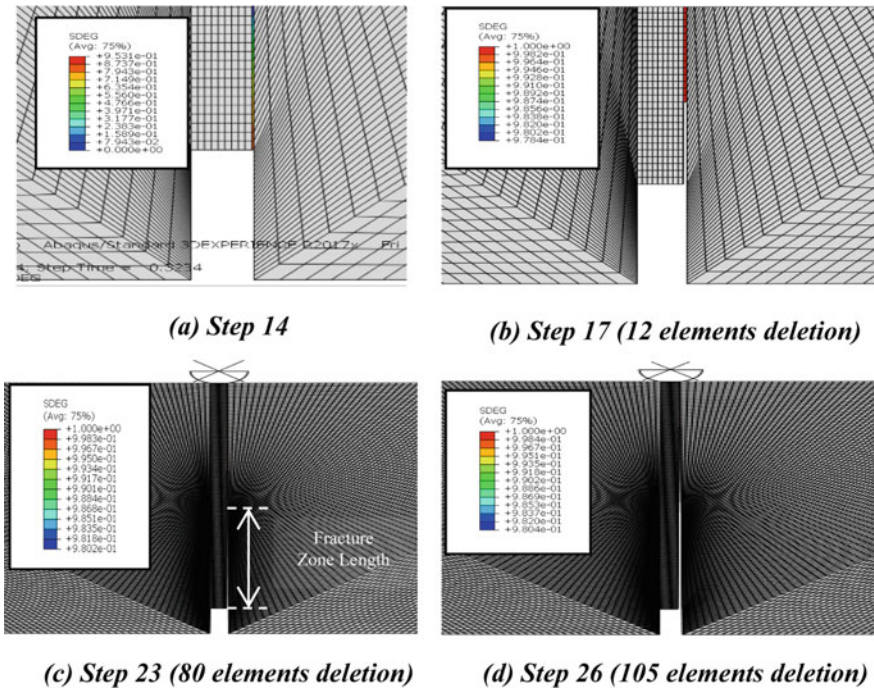 SDEG
(Avg: 75%)
+9.531e-01
+8.737e-01
+7.943e-01
+7.149e-01
+6.354e-01
+5.560e-01
+4.766e-01
+3.971e-01
+3.177e-01
+2.383e-01
+1.589e-01
+7.943e-02
+0.000e+00
Abaqus/Standard 3DEXPERIENCE R2017x Fri
Step Time = 0.3234
(a) Step 14
SDEG
(Avg: 75%)
+1.000e+00
+9.982e-01
+9.964e-01
+9.946e-01
+9.928e-01
+9.910e-01
+9.892e-01
+9.874e-01
+9.856e-01
+9.838e-01
+9.820e-01
+9.802e-01
+9.784e-01
(b) Step 17 (12 elements deletion)
SDEG
(Avg: 75%)
+1.000e+00
+9.983e-01
+9.967e-01
+9.950e-01
+9.934e-01
+9.917e-01
+9.901e-01
+9.884e-01
+9.868e-01
+9.851e-01
+9.835e-01
+9.818e-01
+9.802e-01
Fracture
Zone Length
(c) Step 23 (80 elements deletion)
SDEG
(Avg: 75%)
+1.000e+00
+9.984e-01
+9.967e-01
+9.951e-01
+9.935e-01
+9.918e-01
+9.902e-01
+9.886e-01
+9.869e-01
+9.853e-01
+9.837e-01
+9.820e-01
+9.804e-01
(d) Step 26 (105 elements deletion)